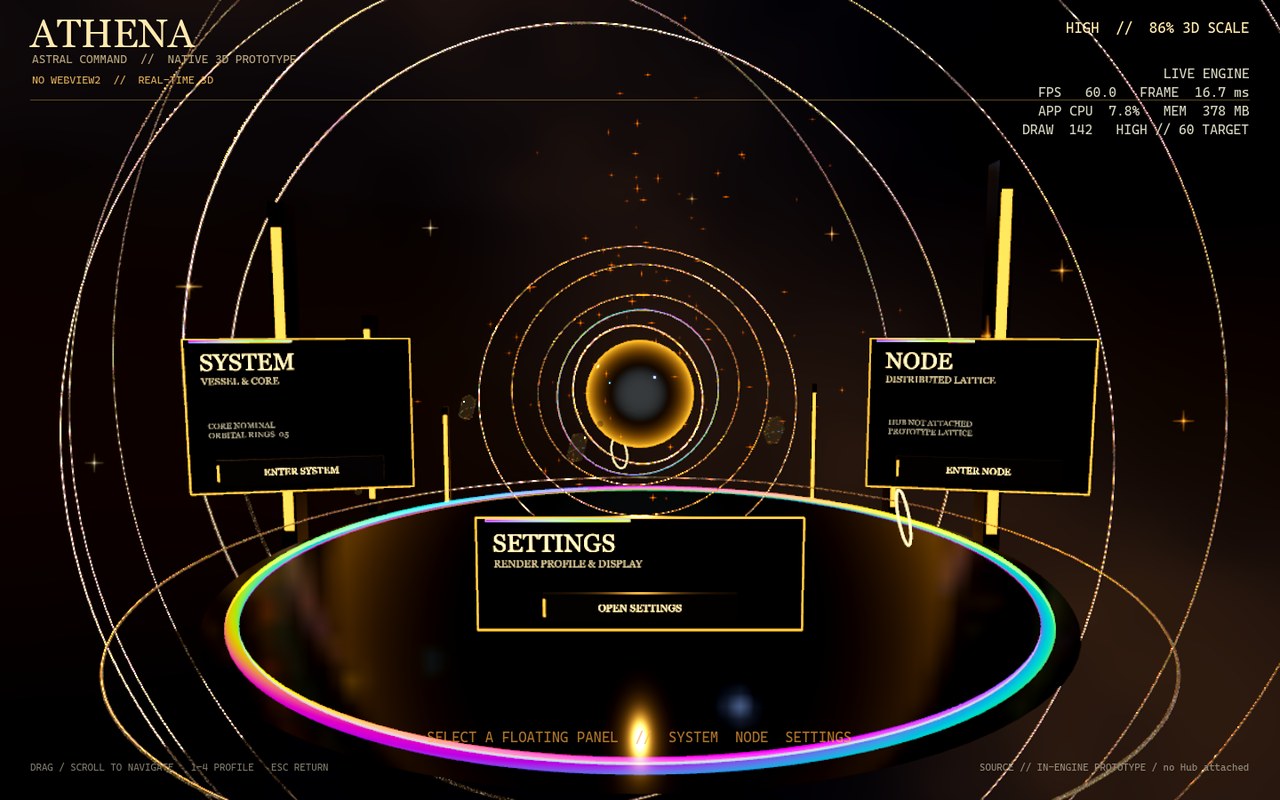 ATHENA
ASTRAL COMMAND // NATIVE 3D PROTOTYPE
NO WEBVIEW2 // REAL-TIME 3D
HIGH // 86% 3D SCALE
LIVE ENGINE
FPS 60.0 FRAME 16.7 ms
APP CPU 7.8% MEM 378 MB
DRAW 142 HIGH // 60 TARGET
SYSTEM
VESSEL & CORE
CORE NOMINAL
ORBITAL RINGS 03
ENTER SYSTEM
NODE
DISTRIBUTED LATTICE
HUB NOT ATTACHED
PROTOTYPE LATTICE
ENTER NODE
SETTINGS
RENDER PROFILE & DISPLAY
OPEN SETTINGS
SELECT A FLOATING PANEL // SYSTEM NODE SETTINGS
DRAG / SCROLL TO NAVIGATE 1-4 PROFILE ESC RETURN
SOURCE // IN-ENGINE PROTOTYPE / no Hub attached